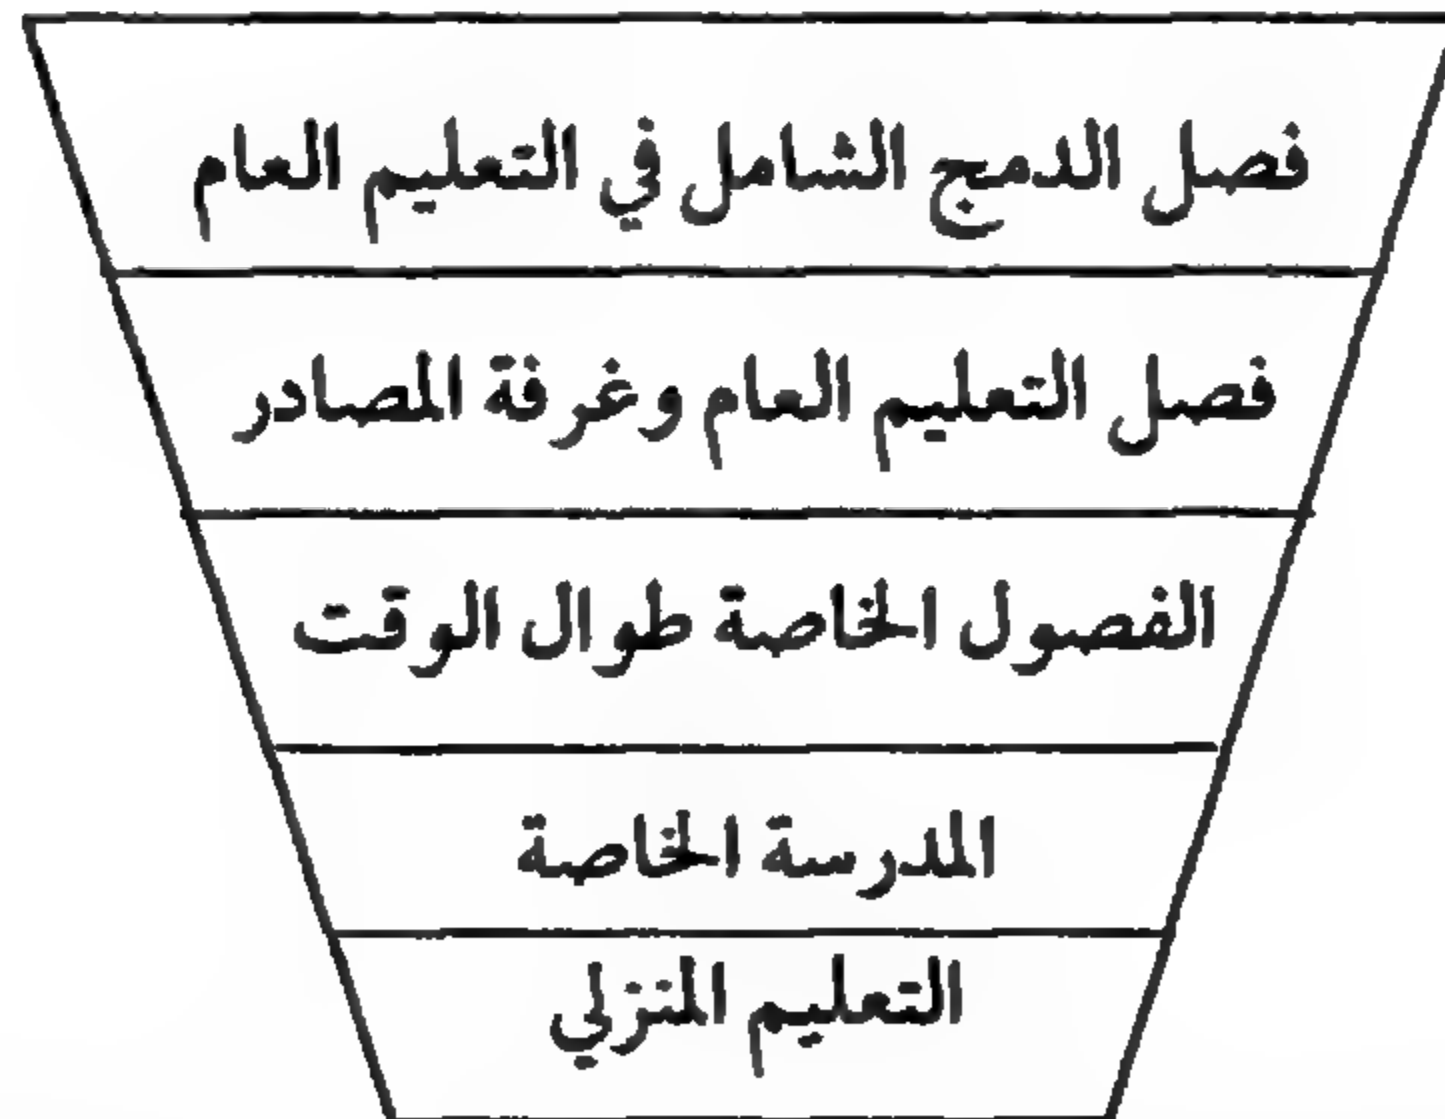 فصل الدمج الشامل في التعليم العام
فصل التعليم العام وغرفة المصادر
الفصول الخاصة طوال الوقت
المدرسة الخاصة
التعليم المنزلي